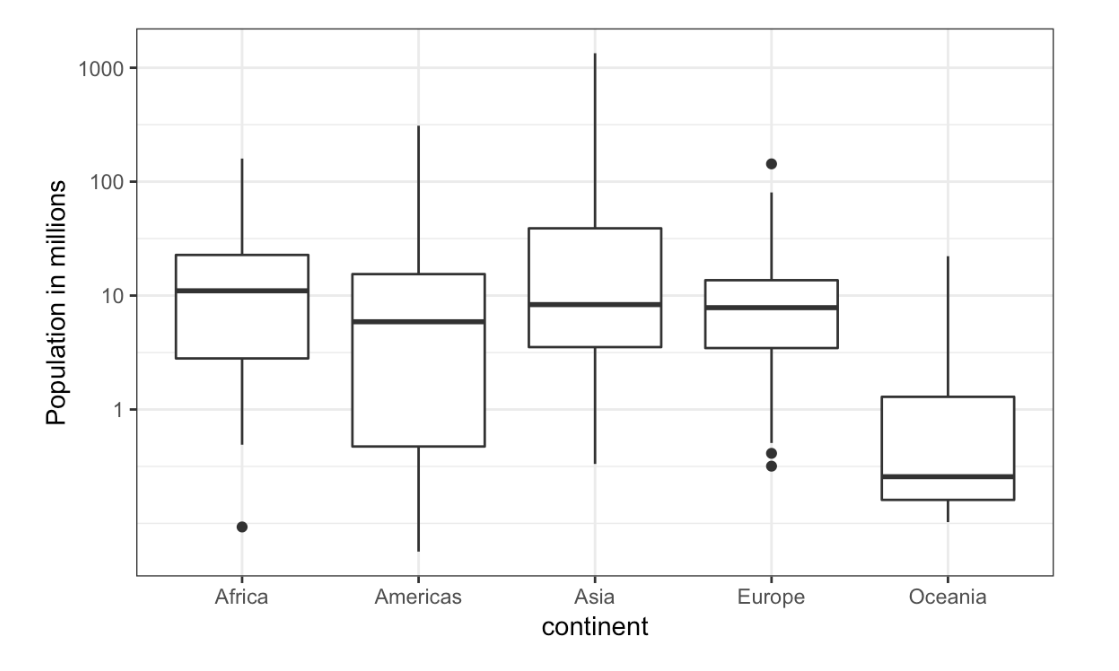 Population in millions
1000
100
10
1
Africa Americas Asia Europe Oceania
continent